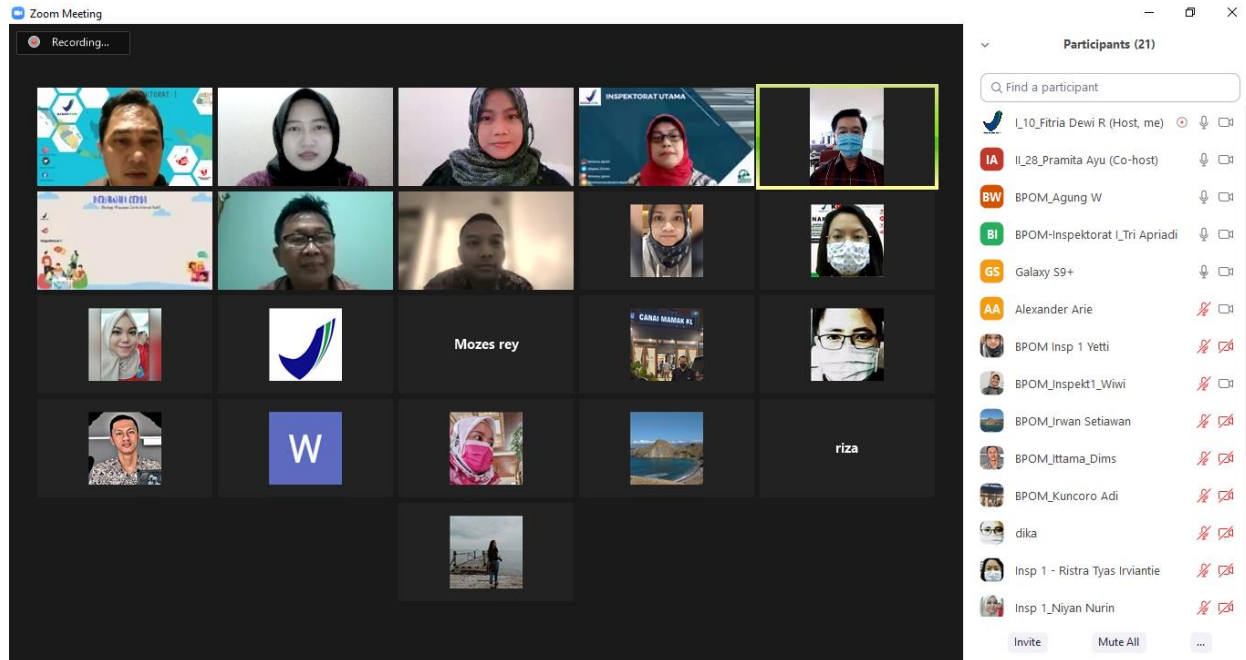 Zoom Meeting
Recording...
INSPEKTORAT UTAMA
CANAI MAMAK KL
Mozes rey
W
riza
Participants (21)
Find a participant
I_10_Fitria Dewi R (Host, me)
IA II_28_Pramita Ayu (Co-host)
BW BPOM_Agung W
BI BPOM-Inspektorat I_Tri Apriadi
GS Galaxy S9+
AA Alexander Arie
BPOM Insp 1 Yetti
BPOM_Inspekt1_Wiwi
BPOM_Irwan Setiawan
BPOM_Ittama_Dims
BPOM_Kuncoro Adi
dika
Insp 1 - Ristra Tyas Irviantie
Insp 1_Niyan Nurin
Invite Mute All ...